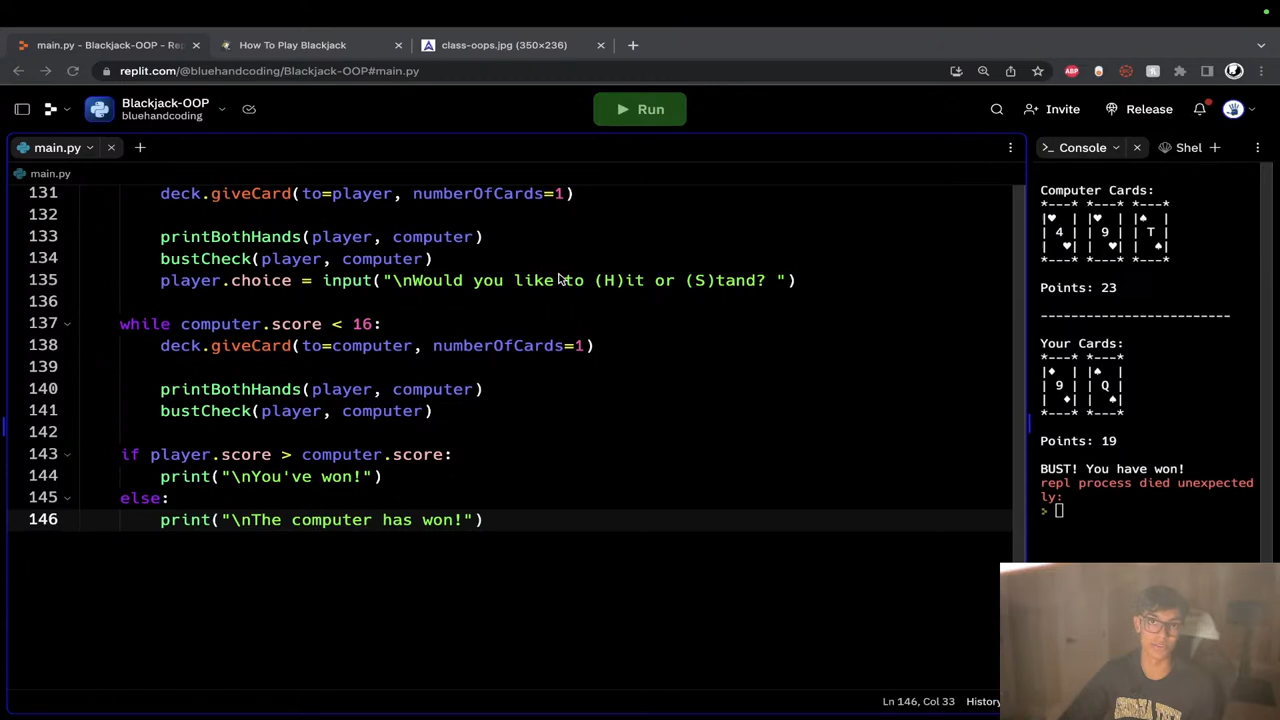 main.py - Blackjack-OOP - Rep
How To Play Blackjack
class-oops.jpg (350×236)
replit.com/@bluehandcoding/Blackjack-OOP#main.py
ABP
Blackjack-OOP
bluehandcoding
Run
Invite
Release
main.py
Console
Shel
main.py
131 deck.giveCard(to=player, numberOfCards=1)
132
133 printBothHands(player, computer)
134 bustCheck(player, computer)
135 player.choice = input("\nWould you like to (H)it or (S)tand? ")
136
137 while computer.score < 16:
138 deck.giveCard(to=computer, numberOfCards=1)
139
140 printBothHands(player, computer)
141 bustCheck(player, computer)
142
143 if player.score > computer.score:
144 print("\nYou've won!")
145 else:
146 print("\nThe computer has won!")
Computer Cards:
*---* *---* *---*
|♥  | |♥  | |♠  |
| 4 | | 9 | | T |
|  ♥| |  ♥| |  ♠|
*---* *---* *---*
Points: 23
-------------------------
Your Cards:
*---* *---*
|♦  | |♠  |
| 9 | | Q |
|  ♦| |  ♠|
*---* *---*
Points: 19
BUST! You have won!
repl process died unexpected
ly:
>
Ln 146, Col 33
History